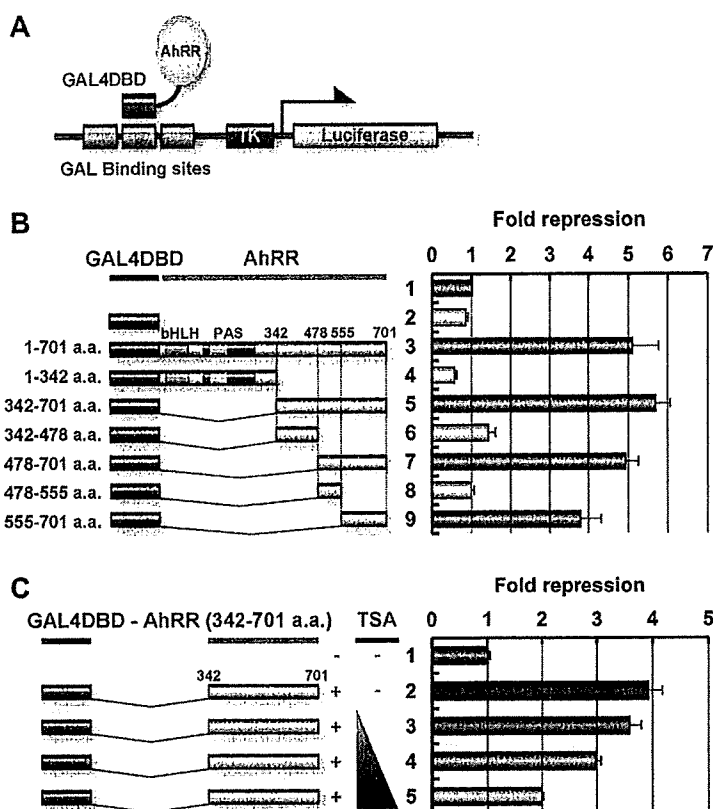 A
AhRR
GAL4DBD
TK
Luciferase
GAL Binding sites
B
Fold repression
GAL4DBD AhRR
0 1 2 3 4 5 6 7
1
2
bHLH PAS 342 478 555 701
1-701 a.a. 3
1-342 a.a. 4
342-701 a.a. 5
342-478 a.a. 6
478-701 a.a. 7
478-555 a.a. 8
555-701 a.a. 9
C
Fold repression
GAL4DBD - AhRR (342-701 a.a.) TSA
0 1 2 3 4 5
- - 1
342 701
+ - 2
+ 3
+ 4
+ 5